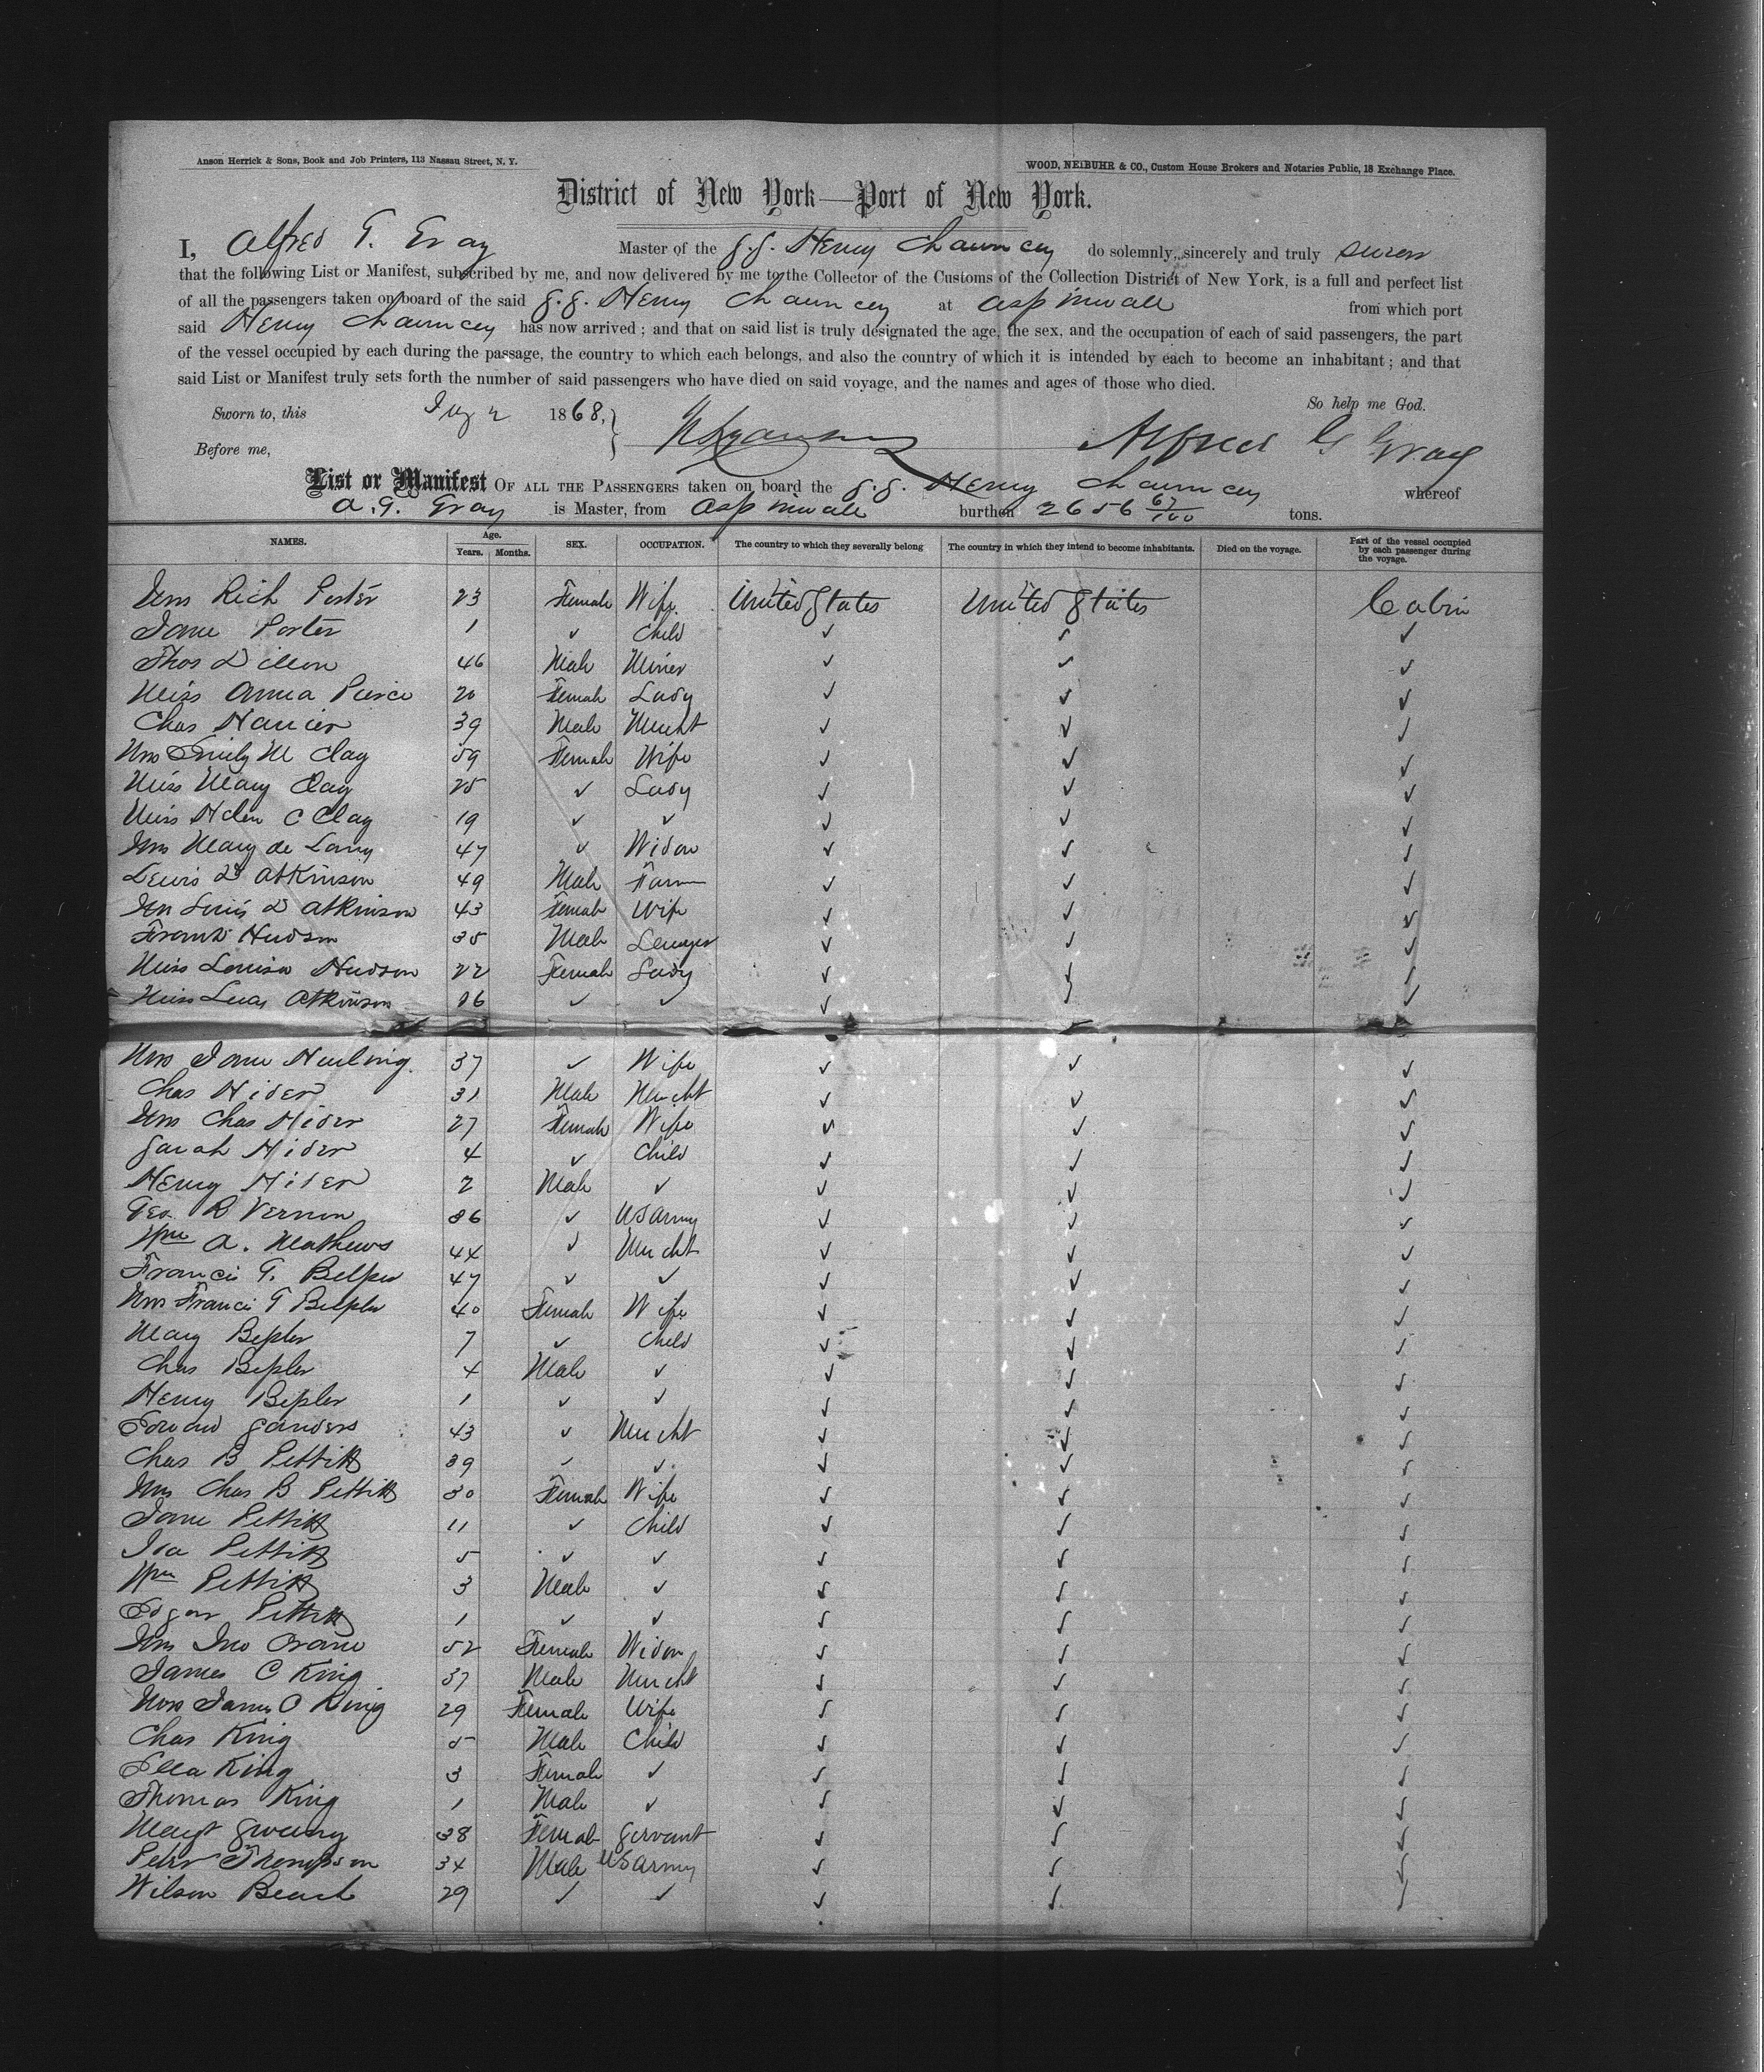 Anson Herrick & Sons, Book and Job Printers, 113 Nassau Street, N. Y.
WOOD, NEIBUHR & CO., Custom House Brokers and Notaries Public, 18 Exchange Place.
District of New York—Port of New York.
I, Alfred G. Gray Master of the S.S. Henry Chauncey do solemnly, sincerely and truly swear
that the following List or Manifest, subscribed by me, and now delivered by me to the Collector of the Customs of the Collection District of New York, is a full and perfect list
of all the passengers taken on board of the said S.S. Henry Chauncey at Aspinwall from which port
said Henry Chauncey has now arrived; and that on said list is truly designated the age, the sex, and the occupation of each of said passengers, the part
of the vessel occupied by each during the passage, the country to which each belongs, and also the country of which it is intended by each to become an inhabitant; and that
said List or Manifest truly sets forth the number of said passengers who have died on said voyage, and the names and ages of those who died.
So help me God.
Sworn to, this 2 1868,
Before me, Alfred G Gray
List or Manifest OF ALL THE PASSENGERS taken on board the S.S. Henry Chauncey whereof
A. G. Gray is Master, from Aspinwall burthen 2656 67/100 tons.
NAMES. Age. Years. Months. SEX. OCCUPATION. The country to which they severally belong The country in which they intend to become inhabitants. Died on the voyage. Part of the vessel occupied by each passenger during the voyage.
Mrs Rich Porter 23 Female Wife United States United States Cabin
Jane Porter 1 ✓ Child ✓ ✓ ✓
Thos Dillon 46 Male Miner ✓ ✓ ✓
Miss Anna Pierce 20 Female Lady ✓ ✓ ✓
Chas 39 Male Mercht ✓ ✓ ✓
Mrs Emily M Clay 59 Female Wife ✓ ✓ ✓
Miss Mary Clay 25 ✓ Lady ✓ ✓ ✓
Miss Helen C Clay 19 ✓ ✓ ✓ ✓ ✓
Mrs Mary de 47 ✓ Widow ✓ ✓ ✓
Lewis D Atkinson 49 Male Farmer ✓ ✓ ✓
Mrs Lewis D Atkinson 43 Female Wife ✓ ✓ ✓
Frank Hudson 35 Male Lawyer ✓ ✓ ✓
Miss Louisa Hudson 22 Female Lady ✓ ✓ ✓
Miss Lucy Atkinson 16 ✓ ✓ ✓ ✓ ✓
Mrs Jane 37 ✓ Wife ✓ ✓ ✓
Chas Hider 31 Male Mercht ✓ ✓ ✓
Mrs Chas Hider 27 Female Wife ✓ ✓ ✓
Sarah Hider 4 ✓ Child ✓ ✓ ✓
Henry Hider 2 Male ✓ ✓ ✓ ✓
Geo. B Vernon 36 ✓ US Army ✓ ✓ ✓
Wm A. Mathews 44 ✓ Mercht ✓ ✓ ✓
Francis G. 47 ✓ ✓ ✓ ✓ ✓
Mrs Francis G 40 Female Wife ✓ ✓ ✓
Mary Bepler 7 ✓ Child ✓ ✓ ✓
Chas Bepler 4 Male ✓ ✓ ✓ ✓
Henry Bepler 1 ✓ ✓ ✓ ✓ ✓
Edward Sanders 43 ✓ Mercht ✓ ✓ ✓
Chas B Pettitt 39 ✓ ✓ ✓ ✓ ✓
Mrs Chas B Pettitt 30 Female Wife ✓ ✓ ✓
Jane Pettitt 11 ✓ Child ✓ ✓ ✓
Ida Pettitt 5 ✓ ✓ ✓ ✓ ✓
Wm Pettitt 3 Male ✓ ✓ ✓ ✓
Edgar Pettitt 1 ✓ ✓ ✓ ✓ ✓
Mrs Jno Crane 52 Female Widow ✓ ✓ ✓
James C King 37 Male Mercht ✓ ✓ ✓
Mrs James C King 29 Female Wife ✓ ✓ ✓
Chas King 5 Male Child ✓ ✓ ✓
Ella King 3 Female ✓ ✓ ✓ ✓
Thomas King 1 Male ✓ ✓ ✓ ✓
Margt 38 Female Servant ✓ ✓ ✓
Peter Thompson 34 Male US Army ✓ ✓ ✓
Wilson Beach 29 ✓ ✓ ✓ ✓ ✓